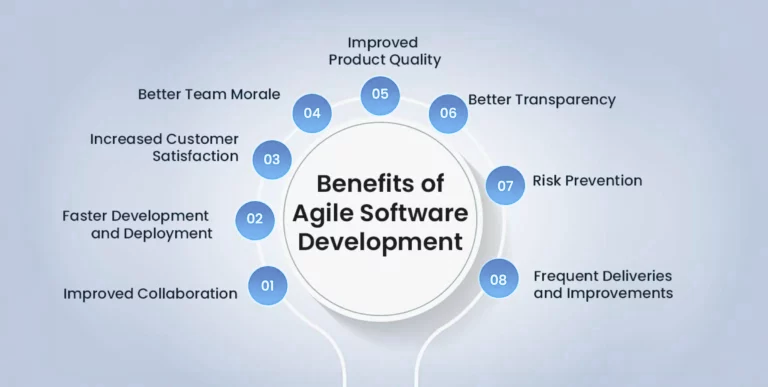 Benefits of
Agile Software
Development
01
Improved Collaboration
02
Faster Development
and Deployment
03
Increased Customer
Satisfaction
04
Better Team Morale
05
Improved
Product Quality
06
Better Transparency
07
Risk Prevention
08
Frequent Deliveries
and Improvements